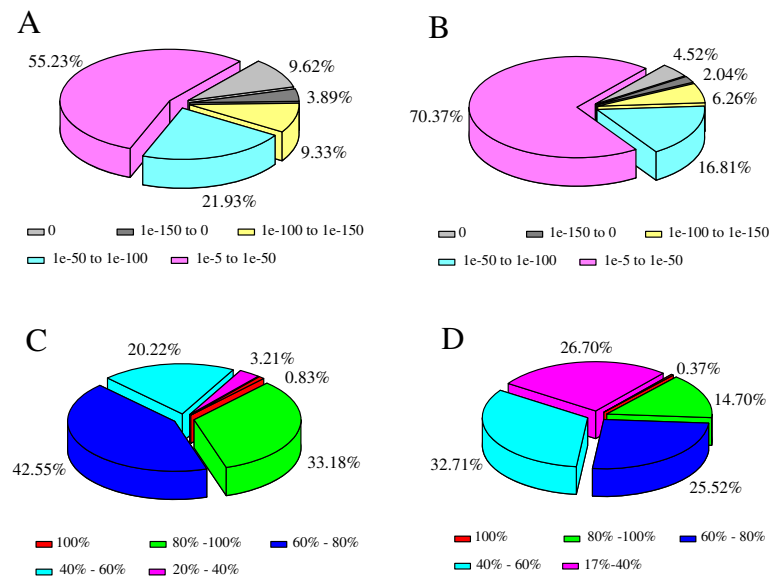 A
55.23%
9.62%
3.89%
9.33%
21.93%
0
1e-150 to 0
1e-100 to 1e-150
1e-50 to 1e-100
1e-5 to 1e-50
B
4.52%
2.04%
6.26%
70.37%
16.81%
0
1e-150 to 0
1e-100 to 1e-150
1e-50 to 1e-100
1e-5 to 1e-50
C
20.22%
3.21%
0.83%
42.55%
33.18%
100%
80% -100%
60% - 80%
40% - 60%
20% - 40%
D
26.70%
0.37%
14.70%
32.71%
25.52%
100%
80% -100%
60% - 80%
40% - 60%
17%-40%